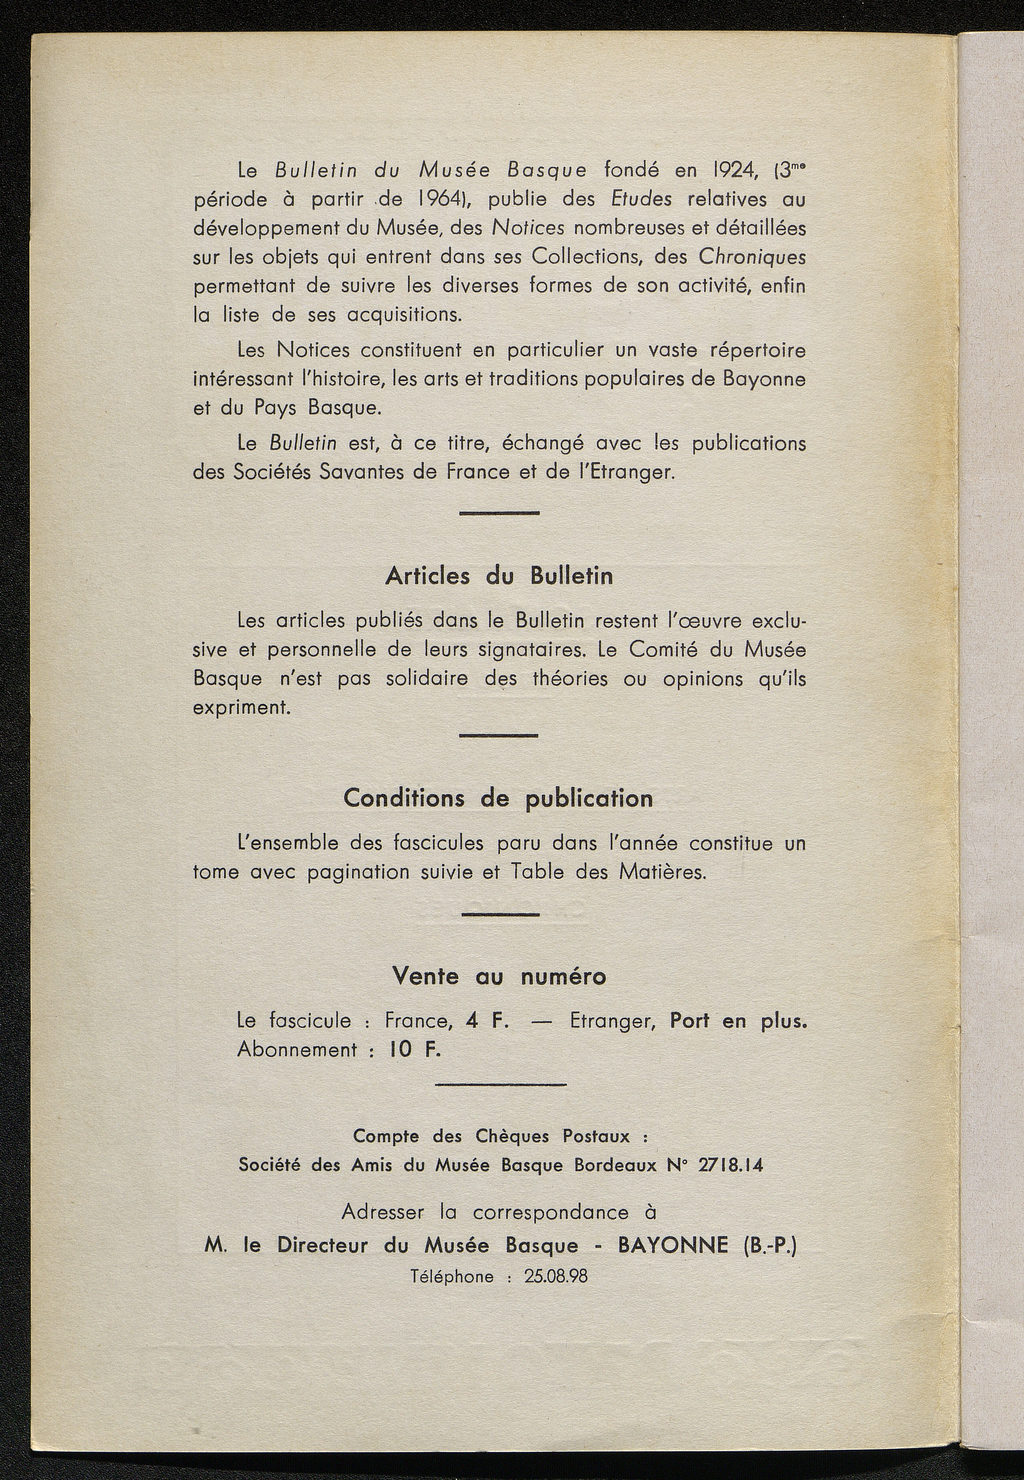 Le Bulletin du Musée Basque fondé en 1924, (3me
période à partir de 1964), publie des Etudes relatives au
développement du Musée, des Notices nombreuses et détaillées
sur les objets qui entrent dans ses Collections, des Chroniques
permettant de suivre les diverses formes de son activité, enfin
la liste de ses acquisitions.
Les Notices constituent en particulier un vaste répertoire
intéressant l'histoire, les arts et traditions populaires de Bayonne
et du Pays Basque.
Le Bulletin est, à ce titre, échangé avec les publications
des Sociétés Savantes de France et de l'Etranger.
Articles du Bulletin
Les articles publiés dans le Bulletin restent l'œuvre exclu-
sive et personnelle de leurs signataires. Le Comité du Musée
Basque n'est pas solidaire des théories ou opinions qu'ils
expriment.
Conditions de publication
L'ensemble des fascicules paru dans l'année constitue un
tome avec pagination suivie et Table des Matières.
Vente au numéro
Le fascicule : France, 4 F. — Etranger, Port en plus.
Abonnement : 10 F.
Compte des Chèques Postaux :
Société des Amis du Musée Basque Bordeaux N° 2718.14
Adresser la correspondance à
M. le Directeur du Musée Basque - BAYONNE (B.-P.)
Téléphone : 25.08.98